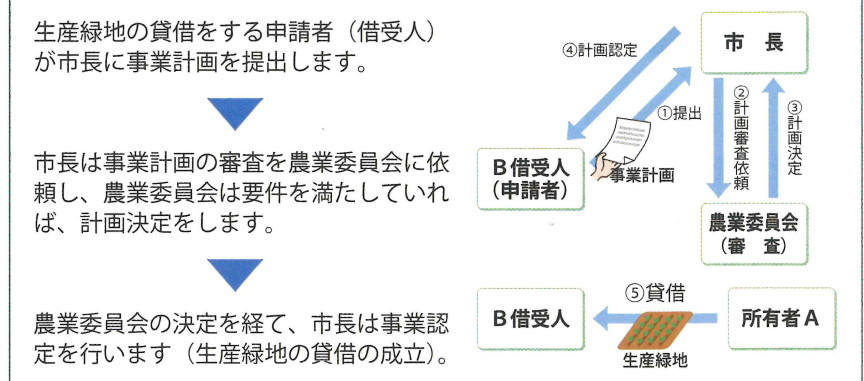 生産緑地の貸借をする申請者（借受人）
が市長に事業計画を提出します。
市長は事業計画の審査を農業委員会に依
頼し、農業委員会は要件を満たしていれ
ば、計画決定をします。
農業委員会の決定を経て、市長は事業認
定を行います（生産緑地の貸借の成立）。
市　長
④計画認定
①提出
②計画審査依頼
③計画決定
B借受人
（申請者）
事業計画
農業委員会
（審　査）
B借受人
⑤貸借
生産緑地
所有者A